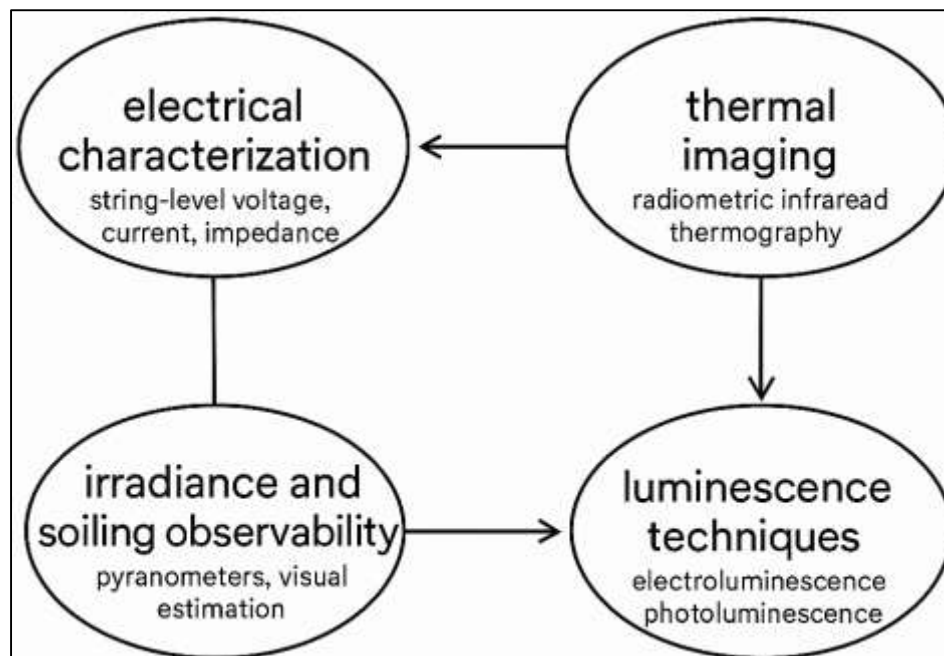 electrical
characterization
string-level voltage,
current, impedance
thermal
imaging
radiometric infraread
thermography
irradiance and
soiling observability
pyranometers, visual
estimation
luminescence
techniques
electroluminescence
photoluminescence